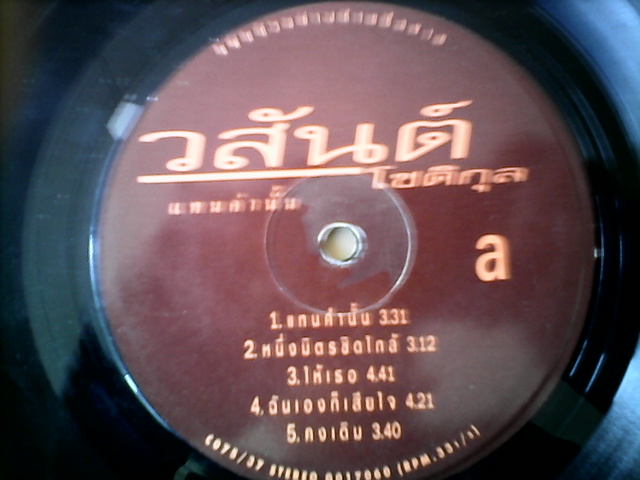 วสันต์
โชติกุล
แทนคำนั้น
a
1. แทนคำนั้น 3.31
2. หนึ่งมิตรชิดใกล้ 3.12
3. ให้เธอ 4.41
4. ฉันเองก็เสียใจ 4.21
5. คงเดิม 3.40
STEREO